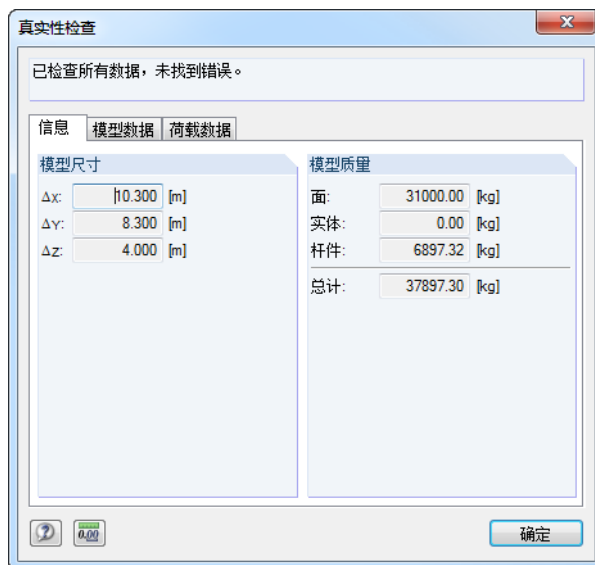 真实性检查
已检查所有数据，未找到错误。
信息 模型数据 荷载数据
模型尺寸
ΔX: 10.300 [m]
ΔY: 8.300 [m]
ΔZ: 4.000 [m]
模型质量
面: 31000.00 [kg]
实体: 0.00 [kg]
杆件: 6897.32 [kg]
总计: 37897.30 [kg]
0.00
确定